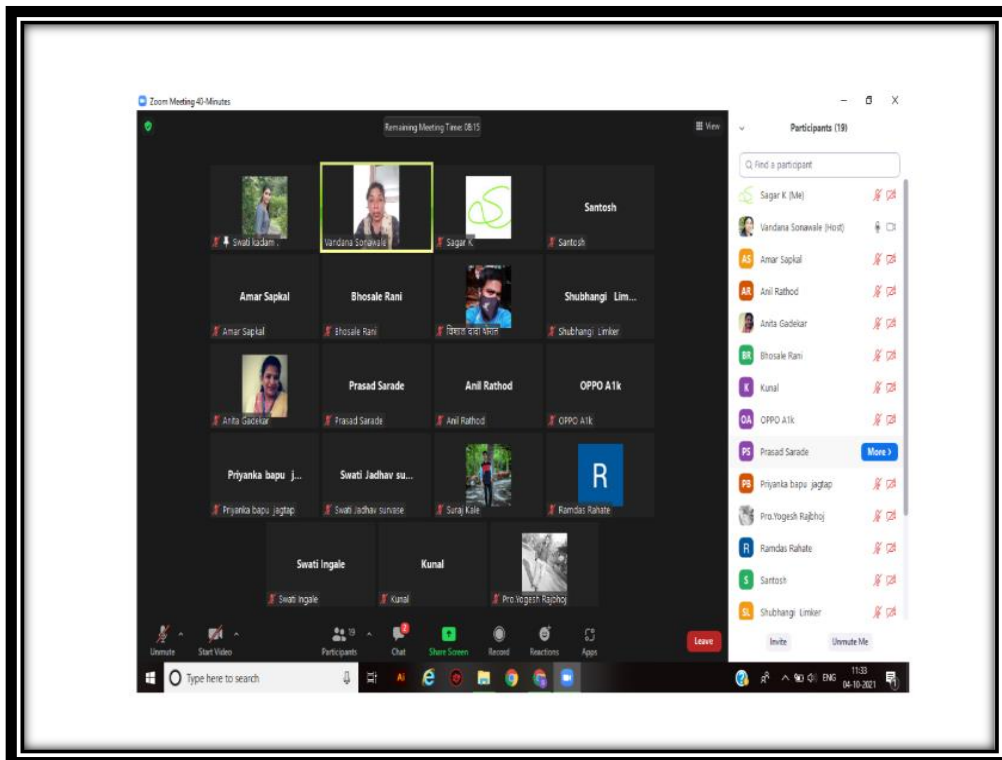 Zoom Meeting 40-Minutes
Remaining Meeting Time: 08:15
View
Swati kadam .
Vandana Sonawale
Sagar K
Santosh
Santosh
Amar Sapkal
Amar Sapkal
Bhosale Rani
Bhosale Rani
Shubhangi Lim...
Shubhangi Limker
Anita Gadekar
Prasad Sarade
Prasad Sarade
Anil Rathod
Anil Rathod
OPPO A1k
OPPO A1k
Priyanka bapu j...
Priyanka bapu jagtap
Swati Jadhav su...
Swati Jadhav survase
Suraj Kale
R
Ramdas Rahate
Swati Ingale
Swati Ingale
Kunal
Kunal
Pro.Yogesh Rajbhoj
Unmute
Start Video
19
Participants
2
Chat
Share Screen
Record
Reactions
Apps
Leave
Participants (19)
Find a participant
Sagar K (Me)
Vandana Sonawale (Host)
AS Amar Sapkal
AR Anil Rathod
Anita Gadekar
BR Bhosale Rani
K Kunal
OA OPPO A1k
PS Prasad Sarade
More
PB Priyanka bapu jagtap
Pro.Yogesh Rajbhoj
R Ramdas Rahate
S Santosh
SL Shubhangi Limker
Invite
Unmute Me
Type here to search
Ai
ENG
11:33
04-10-2021
1